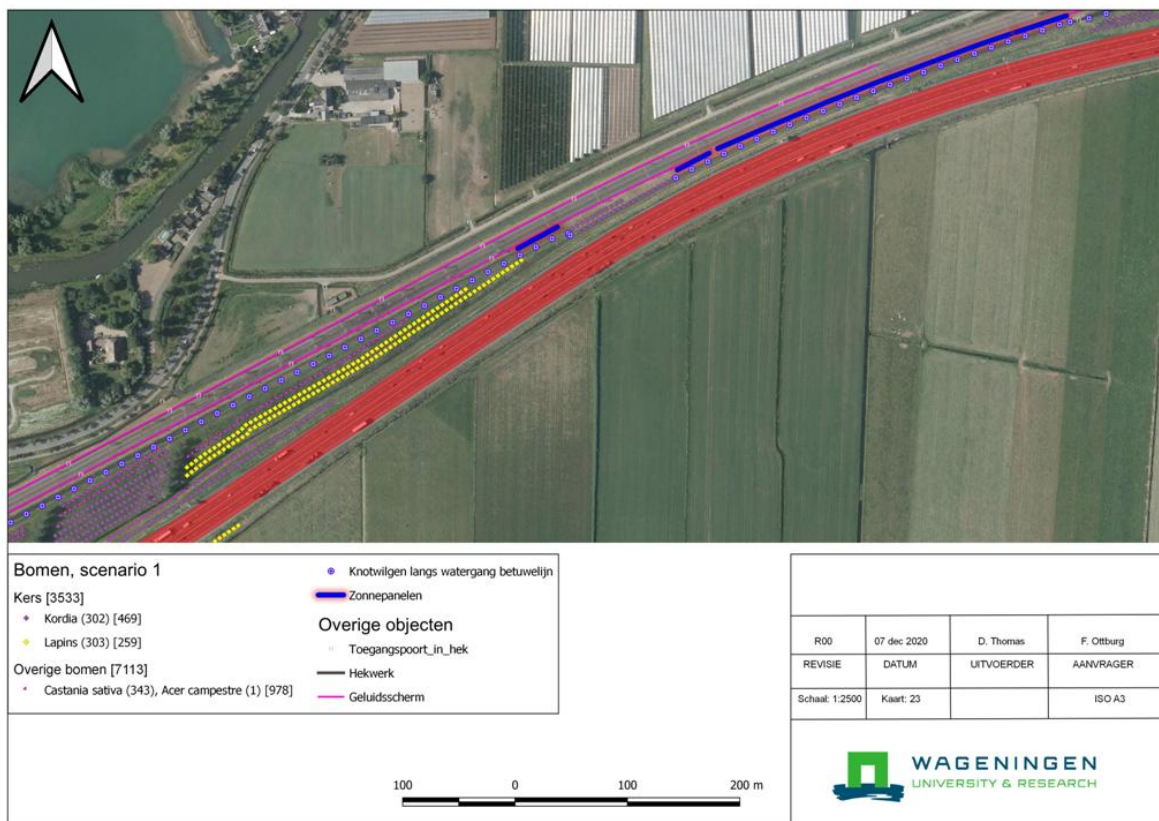 Bomen, scenario 1
Kers [3533]
Kordia (302) [469]
Lapins (303) [259]
Overige bomen [7113]
Castania sativa (343), Acer campestre (1) [978]
Knotwilgen langs watergang betuwelijn
Zonnepanelen
Overige objecten
Toegangspoort_in_hek
Hekwerk
Geluidsscherm
100 0 100 200 m
R00 07 dec 2020 D. Thomas F. Ottburg
REVISIE DATUM UITVOERDER AANVRAGER
Schaal: 1:2500 Kaart: 23 ISO A3
WAGENINGEN
UNIVERSITY & RESEARCH